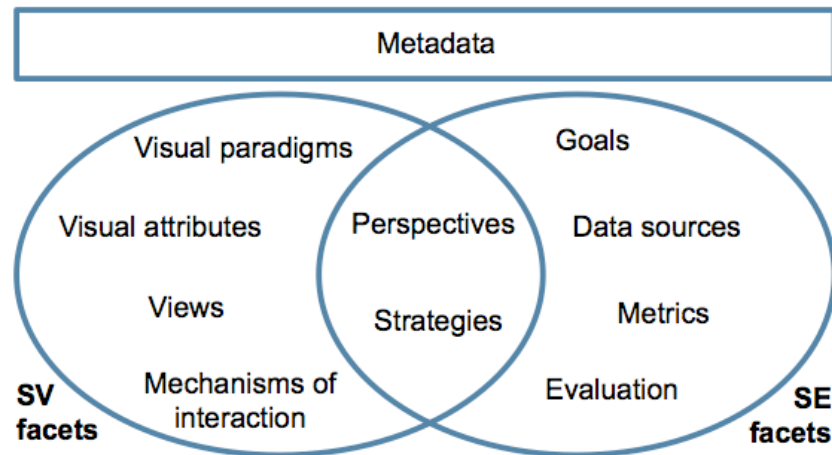 Metadata
Visual paradigms
Goals
Visual attributes
Perspectives
Data sources
Views
Strategies
Metrics
Mechanisms of
interaction
Evaluation
SV
facets
SE
facets